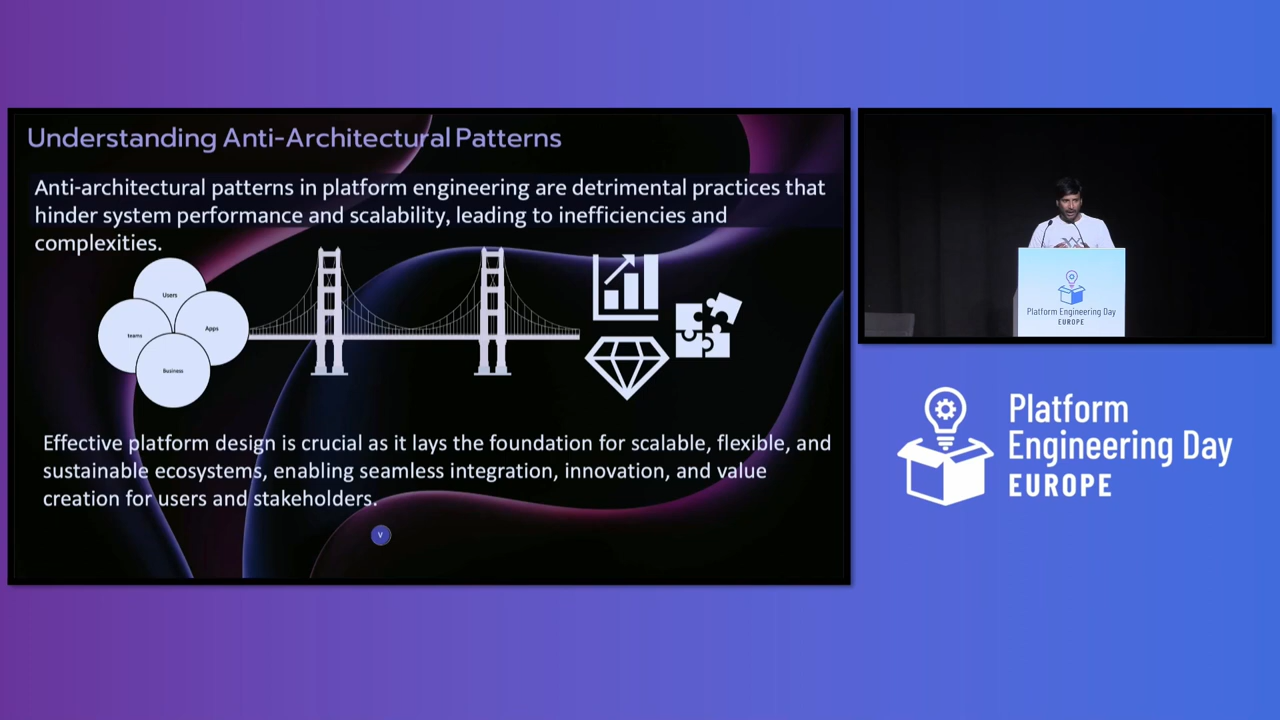 Understanding Anti-Architectural Patterns
Anti-architectural patterns in platform engineering are detrimental practices that
hinder system performance and scalability, leading to inefficiencies and
complexities.
Users
teams
Apps
Business
Effective platform design is crucial as it lays the foundation for scalable, flexible, and
sustainable ecosystems, enabling seamless integration, innovation, and value
creation for users and stakeholders.
V
Platform Engineering Day
EUROPE
Platform
Engineering Day
EUROPE